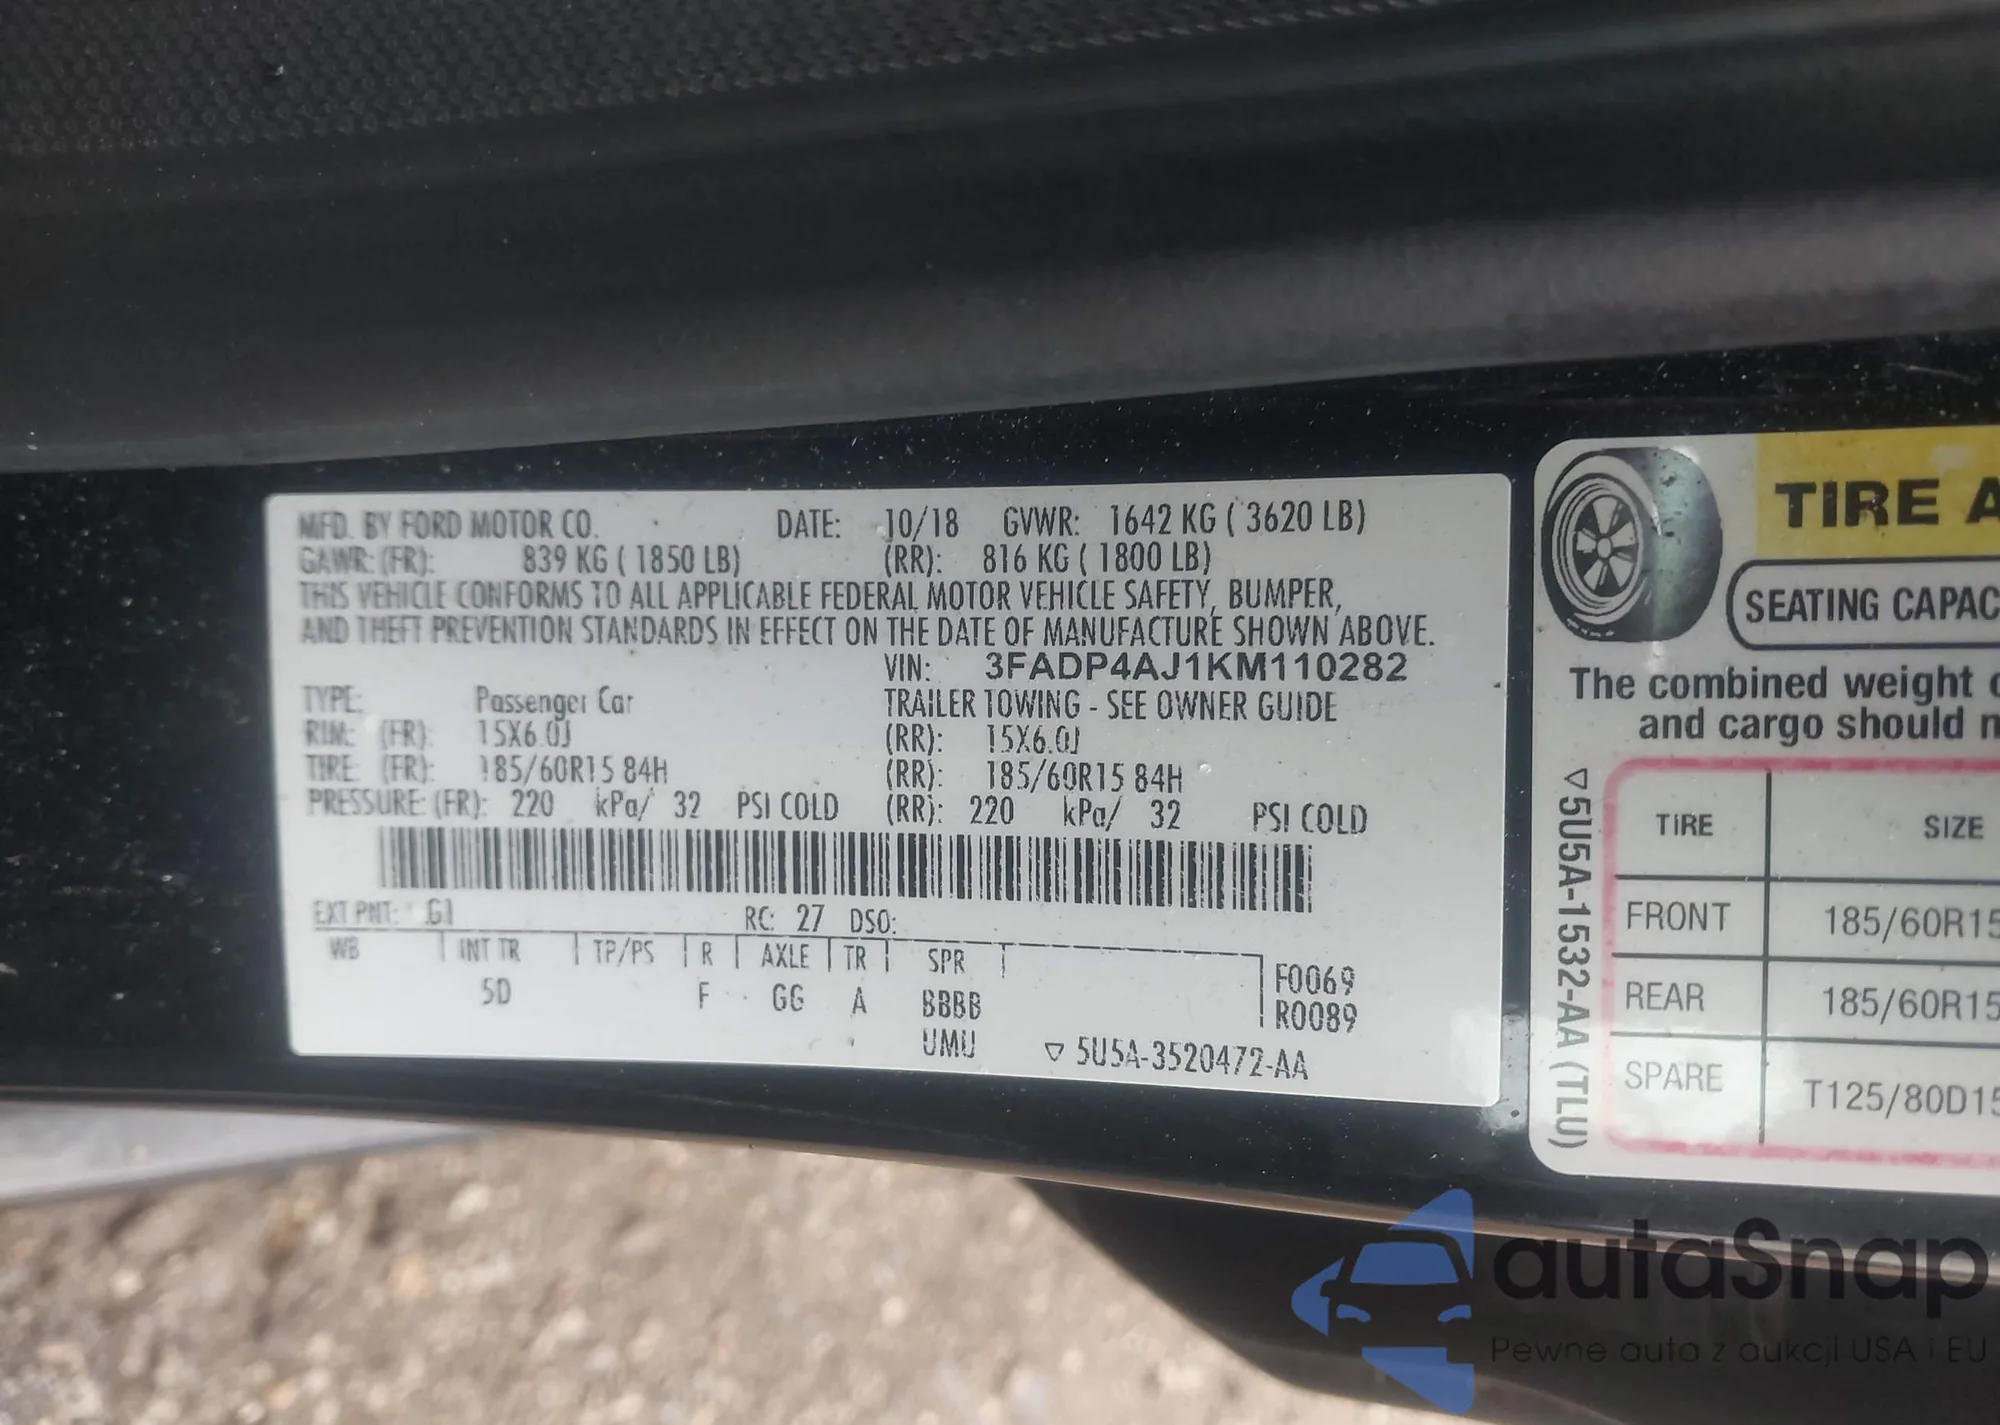 MFD. BY FORD MOTOR CO. DATE: 10/18 GVWR: 1642 KG ( 3620 LB)
GAWR: (FR): 839 KG ( 1850 LB) (RR): 816 KG ( 1800 LB)
THIS VEHICLE CONFORMS TO ALL APPLICABLE FEDERAL MOTOR VEHICLE SAFETY, BUMPER,
AND THEFT PREVENTION STANDARDS IN EFFECT ON THE DATE OF MANUFACTURE SHOWN ABOVE.
VIN: 3FADP4AJ1KM110282
TYPE: Passenger Car TRAILER TOWING - SEE OWNER GUIDE
RIM: (FR): 15X6.0J (RR): 15X6.0J
TIRE: (FR): 185/60R15 84H (RR): 185/60R15 84H
PRESSURE: (FR): 220 kPa/ 32 PSI COLD (RR): 220 kPa/ 32 PSI COLD
EXT PNT: G1 RC: 27 DSO:
WB INT TR TP/PS R AXLE TR SPR
5D F GG A BBBB
UMU
F0069
R0089
▽ 5U5A-3520472-AA
TIRE A
SEATING CAPAC
The combined weight
and cargo should
▽5U5A-1532-AA (TLU)
TIRE SIZE
FRONT 185/60R15
REAR 185/60R15
SPARE T125/80D15
autaSnap
Pewne auta z aukcji USA i EU